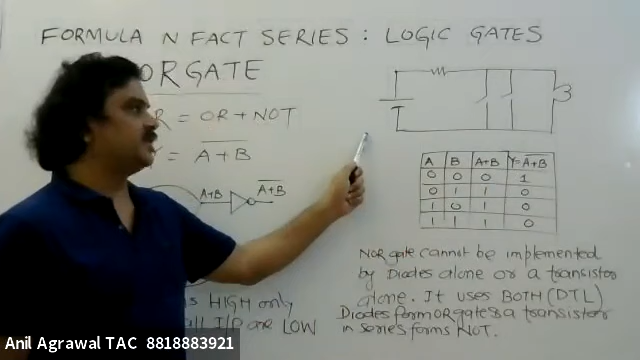 FORMULA N FACT SERIES : LOGIC GATES
OR GATE
R = OR + NOT
= A+B
A+B
A+B
A B A+B Y=A+B
0 0 0 1
0 1 1 0
1 0 1 0
1 1 1 0
NOR gate cannot be implemented
by Diodes alone or a transistor
alone. It uses BOTH (DTL)
Diodes form OR gate & a transistor
in series forms NOT.
is HIGH only
all I/P are LOW
Anil Agrawal TAC 8818883921